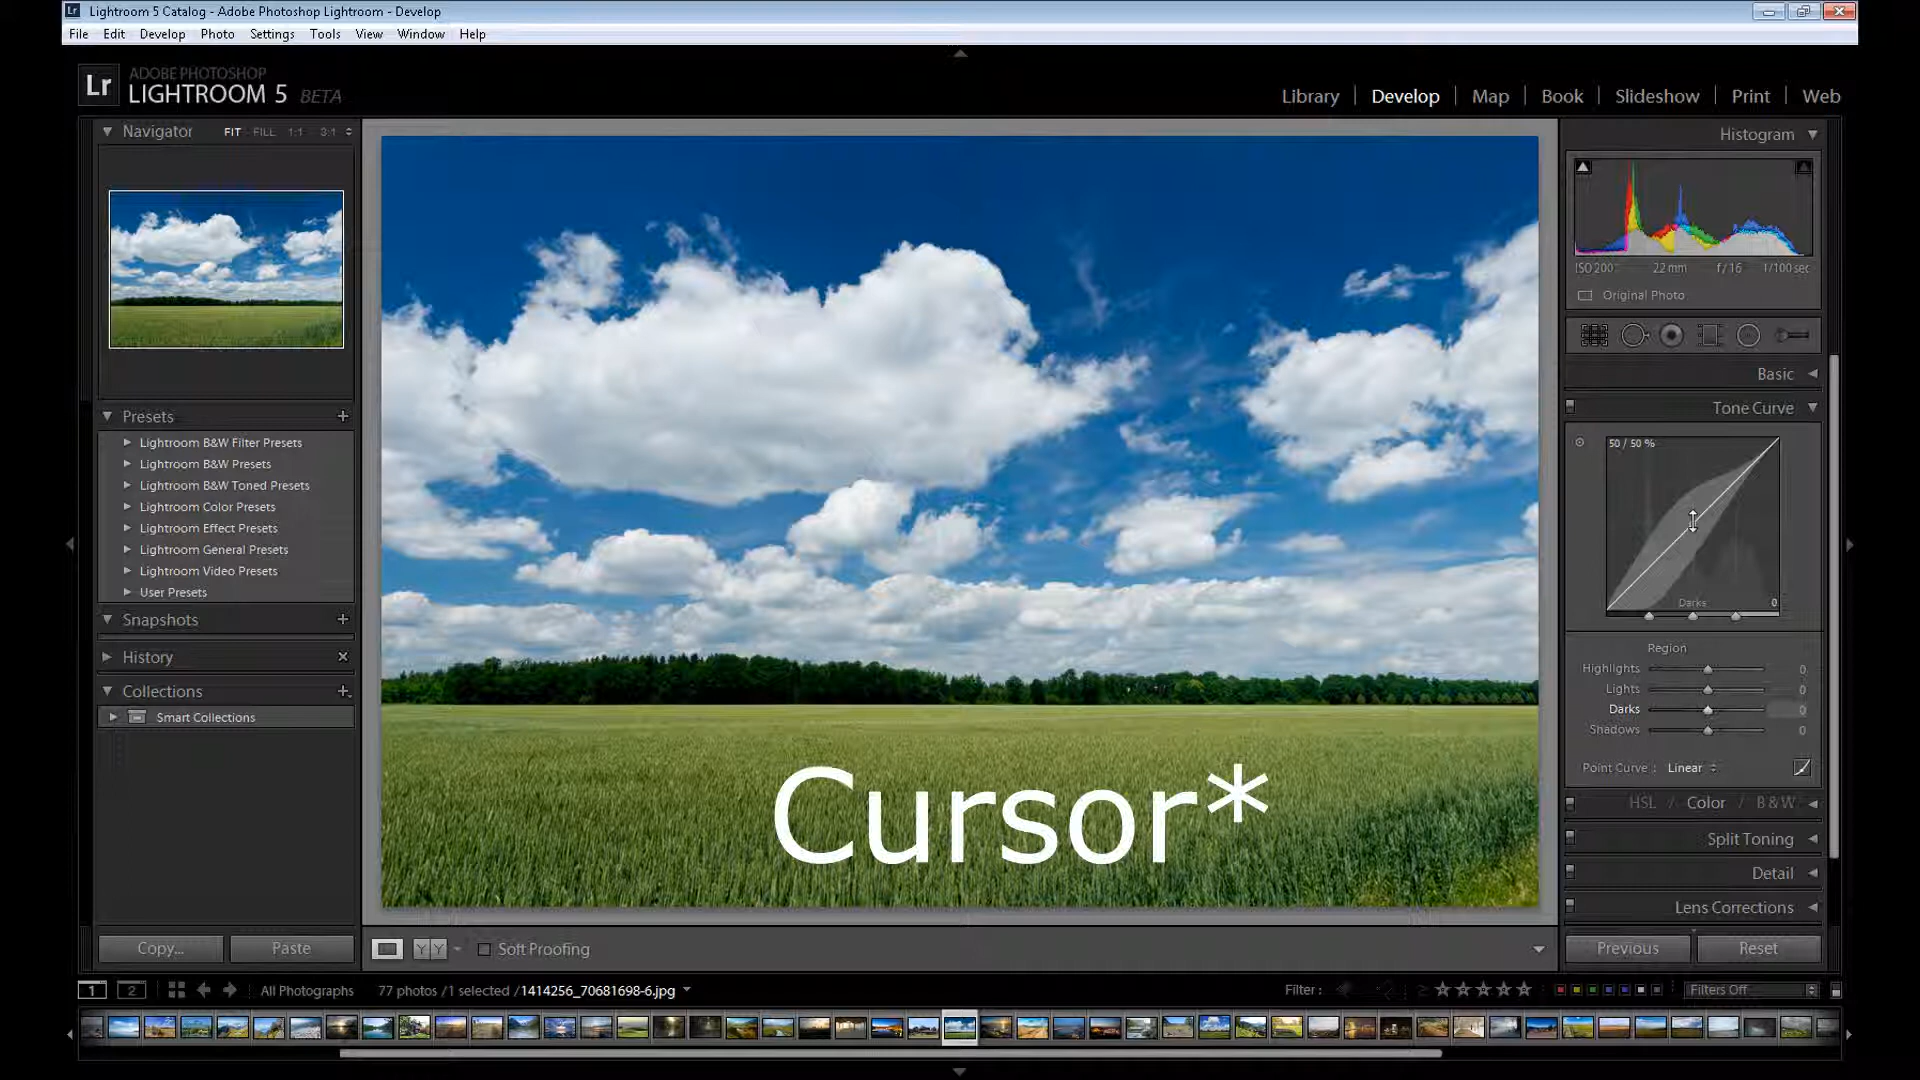 Lr Lightroom 5 Catalog - Adobe Photoshop Lightroom - Develop
File Edit Develop Photo Settings Tools View Window Help
Lr ADOBE PHOTOSHOP
LIGHTROOM 5 BETA
Library | Develop | Map | Book | Slideshow | Print | Web
Navigator FIT FILL 1:1 3:1
Presets +
Lightroom B&W Filter Presets
Lightroom B&W Presets
Lightroom B&W Toned Presets
Lightroom Color Presets
Lightroom Effect Presets
Lightroom General Presets
Lightroom Video Presets
User Presets
Snapshots +
History ×
Collections +
Smart Collections
Copy... Paste
Cursor*
YY Soft Proofing
Histogram
ISO 200 22 mm f/16 1/100 sec
Original Photo
Basic
Tone Curve
50 / 50 %
Darks 0
Region
Highlights 0
Lights 0
Darks 0
Shadows 0
Point Curve : Linear
HSL / Color / B&W
Split Toning
Detail
Lens Corrections
Previous Reset
1 2 All Photographs 77 photos /1 selected /1414256_70681698-6.jpg
Filter : Filters Off